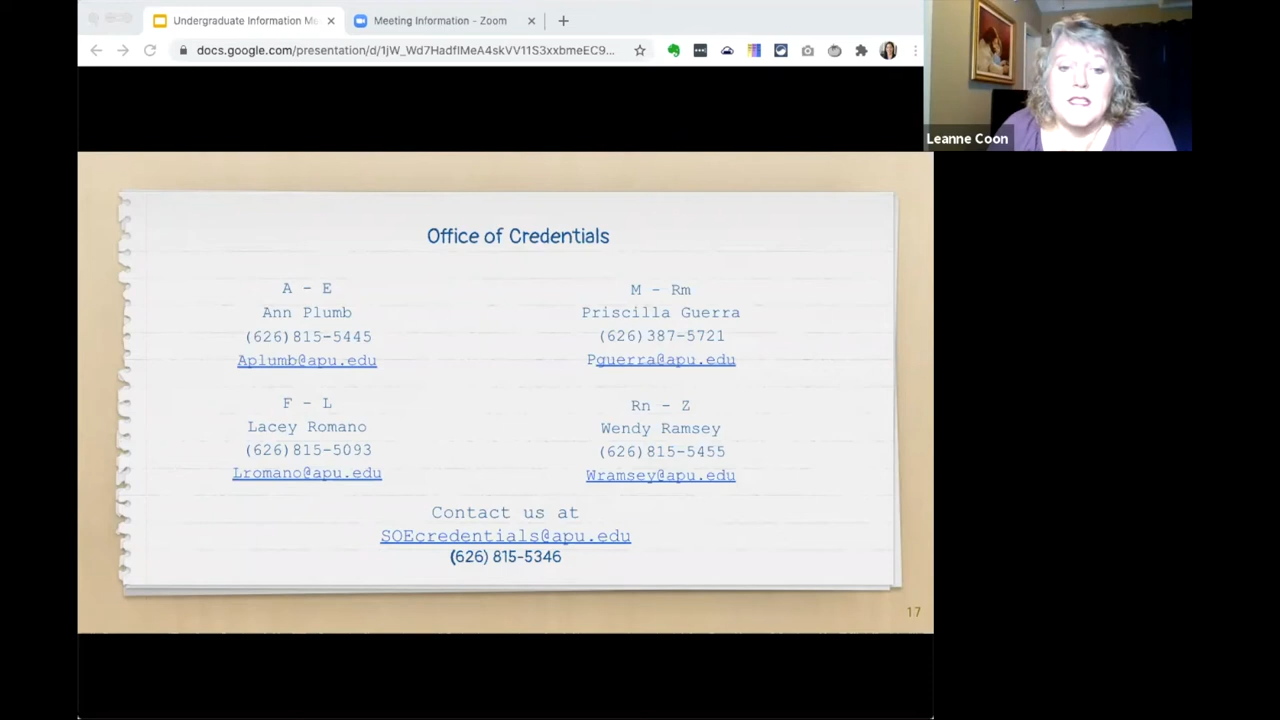 Undergraduate Information Me
Meeting Information - Zoom
docs.google.com/presentation/d/1jW_Wd7HadfIMeA4skVV11S3xxbmeEC9...
Leanne Coon
Office of Credentials
A - E
Ann Plumb
(626)815-5445
Aplumb@apu.edu
F - L
Lacey Romano
(626)815-5093
Lromano@apu.edu
M - Rm
Priscilla Guerra
(626)387-5721
Pguerra@apu.edu
Rn - Z
Wendy Ramsey
(626)815-5455
Wramsey@apu.edu
Contact us at
SOEcredentials@apu.edu
(626) 815-5346
17